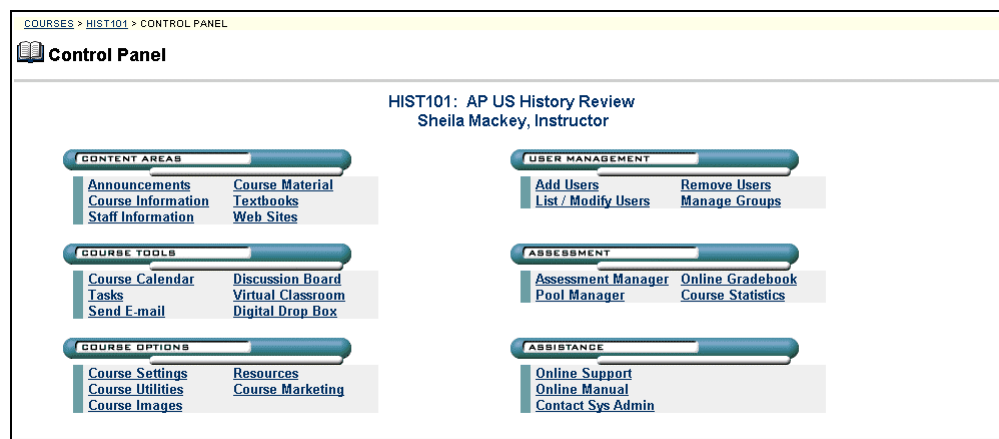 COURSES > HIST101 > CONTROL PANEL
Control Panel
HIST101: AP US History Review
Sheila Mackey, Instructor
CONTENT AREAS
Announcements Course Material
Course Information Textbooks
Staff Information Web Sites
USER MANAGEMENT
Add Users Remove Users
List / Modify Users Manage Groups
COURSE TOOLS
Course Calendar Discussion Board
Tasks Virtual Classroom
Send E-mail Digital Drop Box
ASSESSMENT
Assessment Manager Online Gradebook
Pool Manager Course Statistics
COURSE OPTIONS
Course Settings Resources
Course Utilities Course Marketing
Course Images
ASSISTANCE
Online Support
Online Manual
Contact Sys Admin